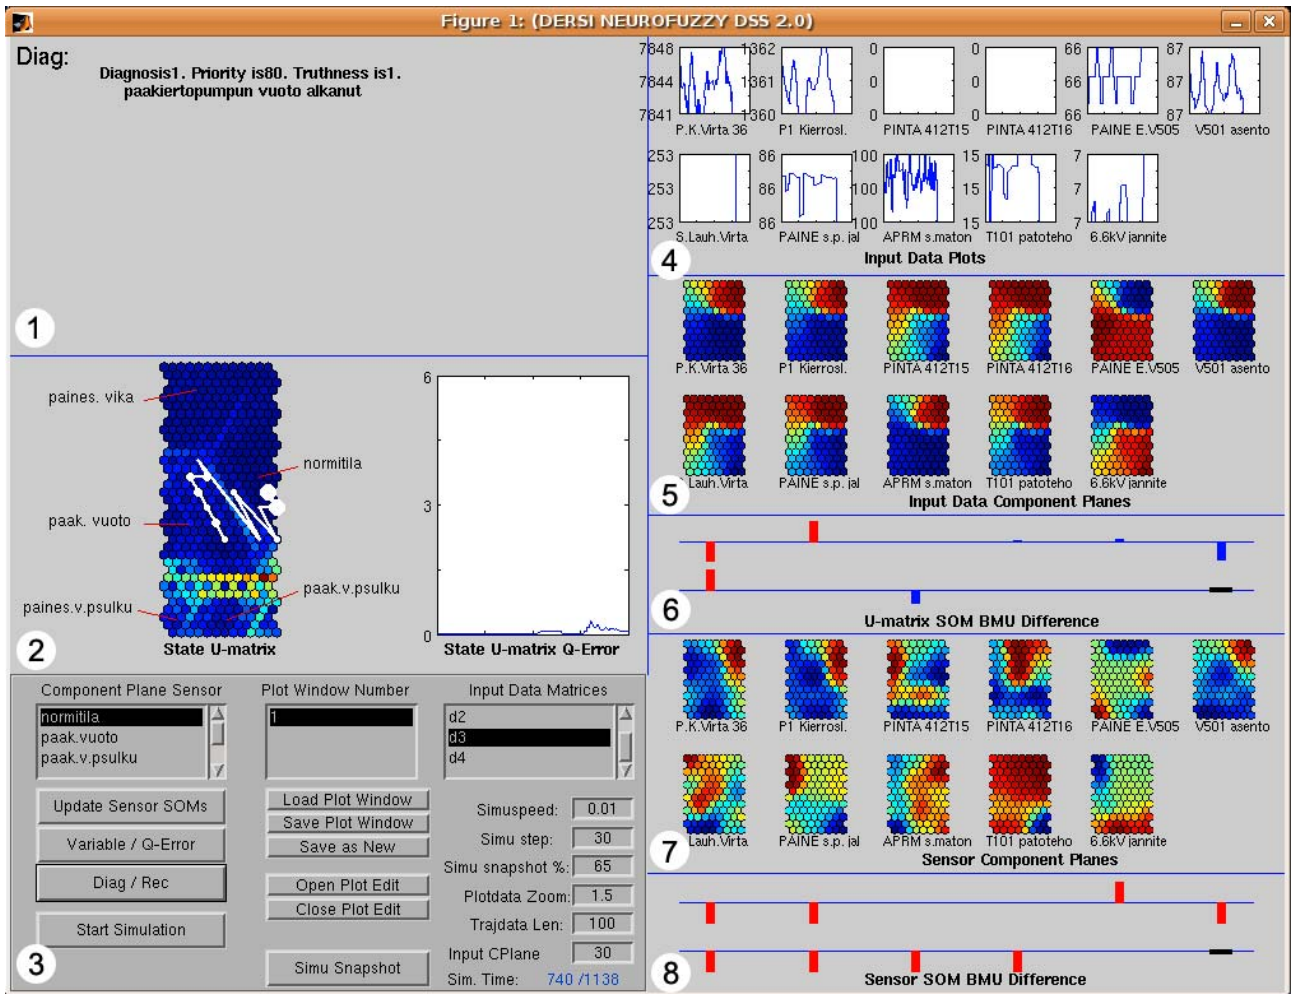 Figure 1: (DERSI NEUROFUZZY DSS 2.0)
Diag:
Diagnosis1. Priority is80. Truthness is1.
paakiertopumpun vuoto alkanut
1
7848 1362 0 0 66 87
7844 1361 0 0 66 87
7841 1360 0 0 66 87
P.K.Virta 36 P1 Kierrosl. PINTA 412T15 PINTA 412T16 PAINE E.V505 V501 asento
253 86 100 15 7
253 86 100 15 7
253 86 100 15 7
S.Lauh.Virta PAINE s.p. jal APRM s.maton T101 patoteho 6.6kV jannite
4
Input Data Plots
P.K.Virta 36 P1 Kierrosl. PINTA 412T15 PINTA 412T16 PAINE E.V505 V501 asento
.Lauh.Virta PAINE s.p. jal APRM s.maton T101 patoteho 6.6kV jannite
5
Input Data Component Planes
6
U-matrix SOM BMU Difference
paines. vika
normitila
paak. vuoto
paak.v.psulku
paines.v.psulku
2
State U-matrix
6
3
0
State U-matrix Q-Error
P.K.Virta 36 P1 Kierrosl. PINTA 412T15 PINTA 412T16 PAINE E.V505 V501 asento
.Lauh.Virta PAINE s.p. jal APRM s.maton T101 patoteho 6.6kV jannite
7
Sensor Component Planes
8
Sensor SOM BMU Difference
Component Plane Sensor
normitila
paak.vuoto
paak.v.psulku
Update Sensor SOMs
Variable / Q-Error
Diag / Rec
Start Simulation
3
Plot Window Number
1
Load Plot Window
Save Plot Window
Save as New
Open Plot Edit
Close Plot Edit
Simu Snapshot
Input Data Matrices
d2
d3
d4
Simuspeed: 0.01
Simu step: 30
Simu snapshot %: 65
Plotdata Zoom: 1.5
Trajdata Len: 100
Input CPlane 30
Sim. Time: 740 /1138